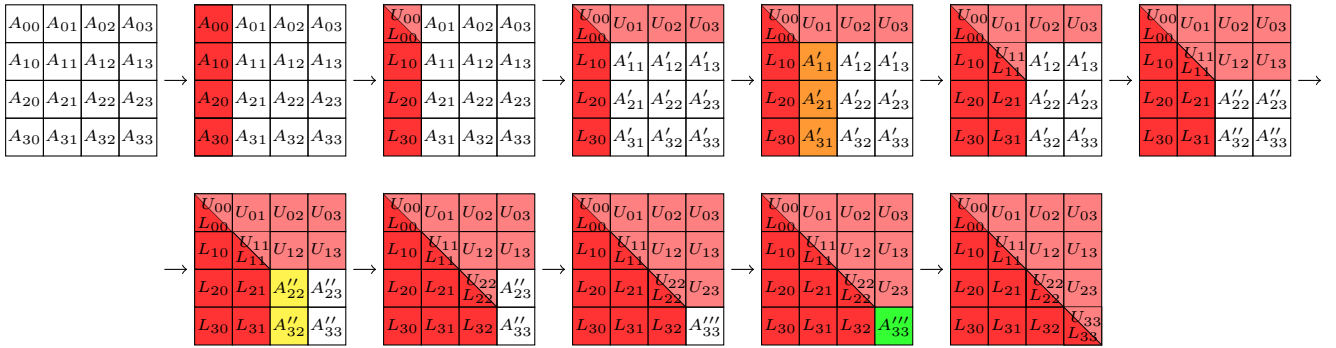 A₀₀ A₀₁ A₀₂ A₀₃
A₁₀ A₁₁ A₁₂ A₁₃
A₂₀ A₂₁ A₂₂ A₂₃
A₃₀ A₃₁ A₃₂ A₃₃
→
A₀₀ A₀₁ A₀₂ A₀₃
A₁₀ A₁₁ A₁₂ A₁₃
A₂₀ A₂₁ A₂₂ A₂₃
A₃₀ A₃₁ A₃₂ A₃₃
→
U₀₀ L₀₀ A₀₁ A₀₂ A₀₃
L₁₀ A₁₁ A₁₂ A₁₃
L₂₀ A₂₁ A₂₂ A₂₃
L₃₀ A₃₁ A₃₂ A₃₃
→
U₀₀ L₀₀ U₀₁ U₀₂ U₀₃
L₁₀ A′₁₁ A′₁₂ A′₁₃
L₂₀ A′₂₁ A′₂₂ A′₂₃
L₃₀ A′₃₁ A′₃₂ A′₃₃
→
U₀₀ L₀₀ U₀₁ U₀₂ U₀₃
L₁₀ A′₁₁ A′₁₂ A′₁₃
L₂₀ A′₂₁ A′₂₂ A′₂₃
L₃₀ A′₃₁ A′₃₂ A′₃₃
→
U₀₀ L₀₀ U₀₁ U₀₂ U₀₃
L₁₀ U₁₁ L₁₁ A′₁₂ A′₁₃
L₂₀ L₂₁ A′₂₂ A′₂₃
L₃₀ L₃₁ A′₃₂ A′₃₃
→
U₀₀ L₀₀ U₀₁ U₀₂ U₀₃
L₁₀ U₁₁ L₁₁ U₁₂ U₁₃
L₂₀ L₂₁ A″₂₂ A″₂₃
L₃₀ L₃₁ A″₃₂ A″₃₃
→
→
U₀₀ L₀₀ U₀₁ U₀₂ U₀₃
L₁₀ U₁₁ L₁₁ U₁₂ U₁₃
L₂₀ L₂₁ A″₂₂ A″₂₃
L₃₀ L₃₁ A″₃₂ A″₃₃
→
U₀₀ L₀₀ U₀₁ U₀₂ U₀₃
L₁₀ U₁₁ L₁₁ U₁₂ U₁₃
L₂₀ L₂₁ U₂₂ L₂₂ A″₂₃
L₃₀ L₃₁ L₃₂ A″₃₃
→
U₀₀ L₀₀ U₀₁ U₀₂ U₀₃
L₁₀ U₁₁ L₁₁ U₁₂ U₁₃
L₂₀ L₂₁ U₂₂ L₂₂ U₂₃
L₃₀ L₃₁ L₃₂ A‴₃₃
→
U₀₀ L₀₀ U₀₁ U₀₂ U₀₃
L₁₀ U₁₁ L₁₁ U₁₂ U₁₃
L₂₀ L₂₁ U₂₂ L₂₂ U₂₃
L₃₀ L₃₁ L₃₂ A‴₃₃
→
U₀₀ L₀₀ U₀₁ U₀₂ U₀₃
L₁₀ U₁₁ L₁₁ U₁₂ U₁₃
L₂₀ L₂₁ U₂₂ L₂₂ U₂₃
L₃₀ L₃₁ L₃₂ U₃₃ L₃₃